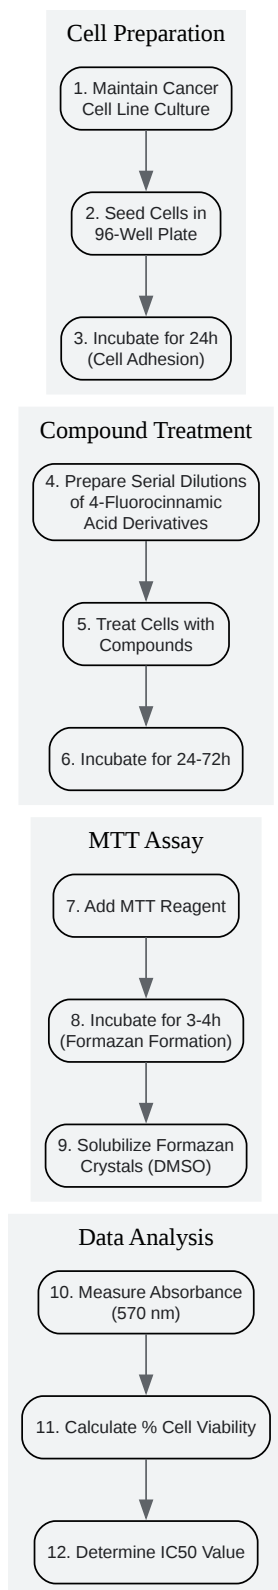 Cell Preparation
1. Maintain Cancer
Cell Line Culture
2. Seed Cells in
96-Well Plate
3. Incubate for 24h
(Cell Adhesion)
Compound Treatment
4. Prepare Serial Dilutions
of 4-Fluorocinnamic
Acid Derivatives
5. Treat Cells with
Compounds
6. Incubate for 24-72h
MTT Assay
7. Add MTT Reagent
8. Incubate for 3-4h
(Formazan Formation)
9. Solubilize Formazan
Crystals (DMSO)
Data Analysis
10. Measure Absorbance
(570 nm)
11. Calculate % Cell Viability
12. Determine IC50 Value